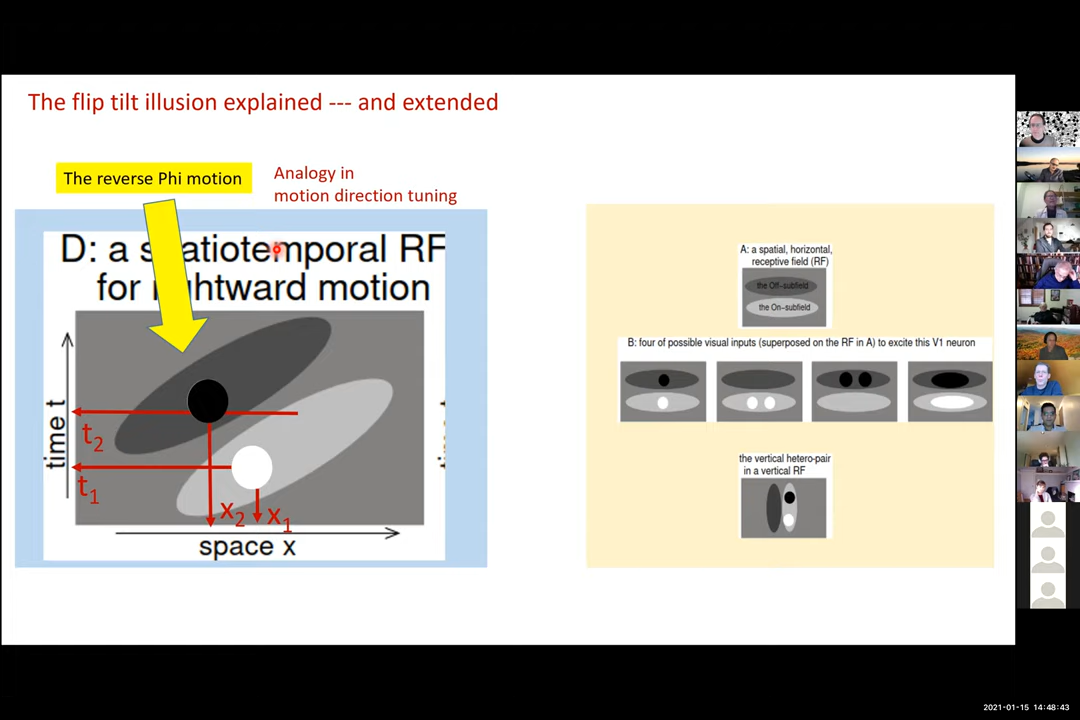 The flip tilt illusion explained --- and extended
The reverse Phi motion
Analogy in
motion direction tuning
D: a spatiotemporal RF
for rightward motion
time t
t2
t1
x2
x1
space x
A: a spatial, horizontal,
receptive field (RF)
the Off-subfield
the On-subfield
B: four of possible visual inputs (superposed on the RF in A) to excite this V1 neuron
the vertical hetero-pair
in a vertical RF
2021-01-15 14:48:43